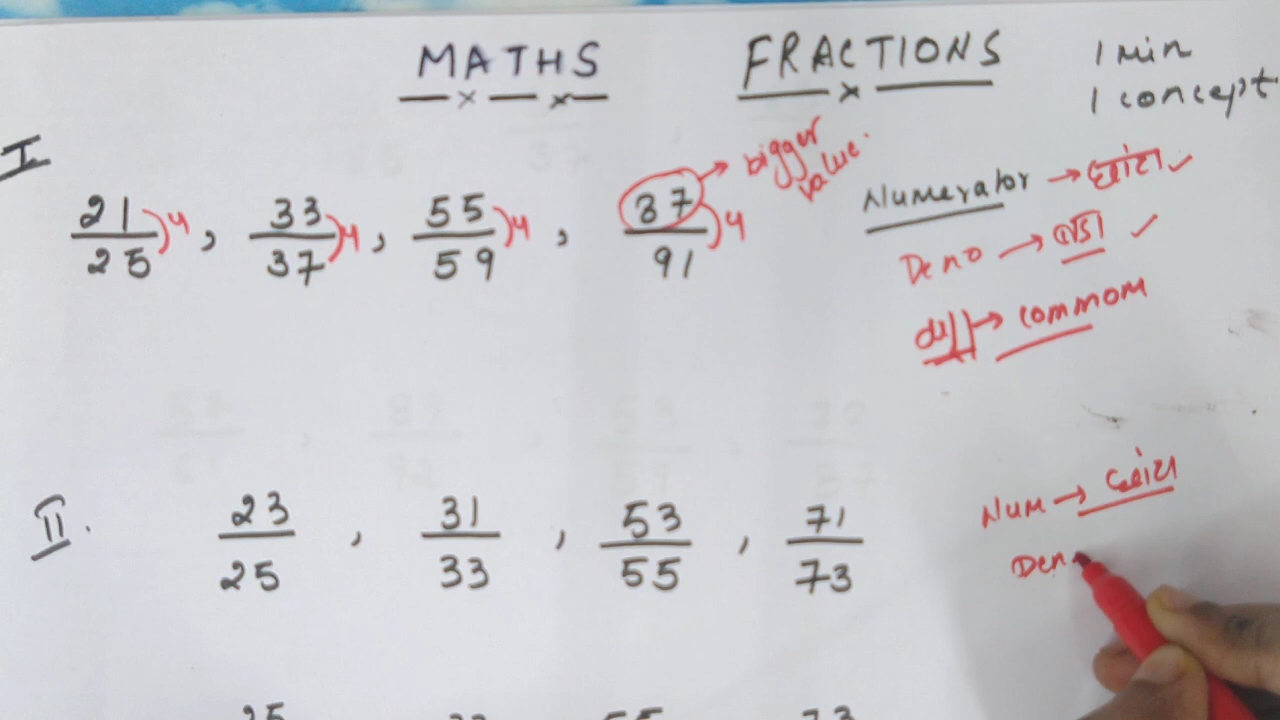 MATHS FRACTIONS
1 min
1 concept
I
21/25 )4 , 33/37 )4 , 55/59 )4 , 87/91 )4 → bigger value.
Numerator → छोटा ✓
Deno → बड़ा ✓
diff → commom
II.
23/25 , 31/33 , 53/55 , 71/73
Num → छोटा
Den